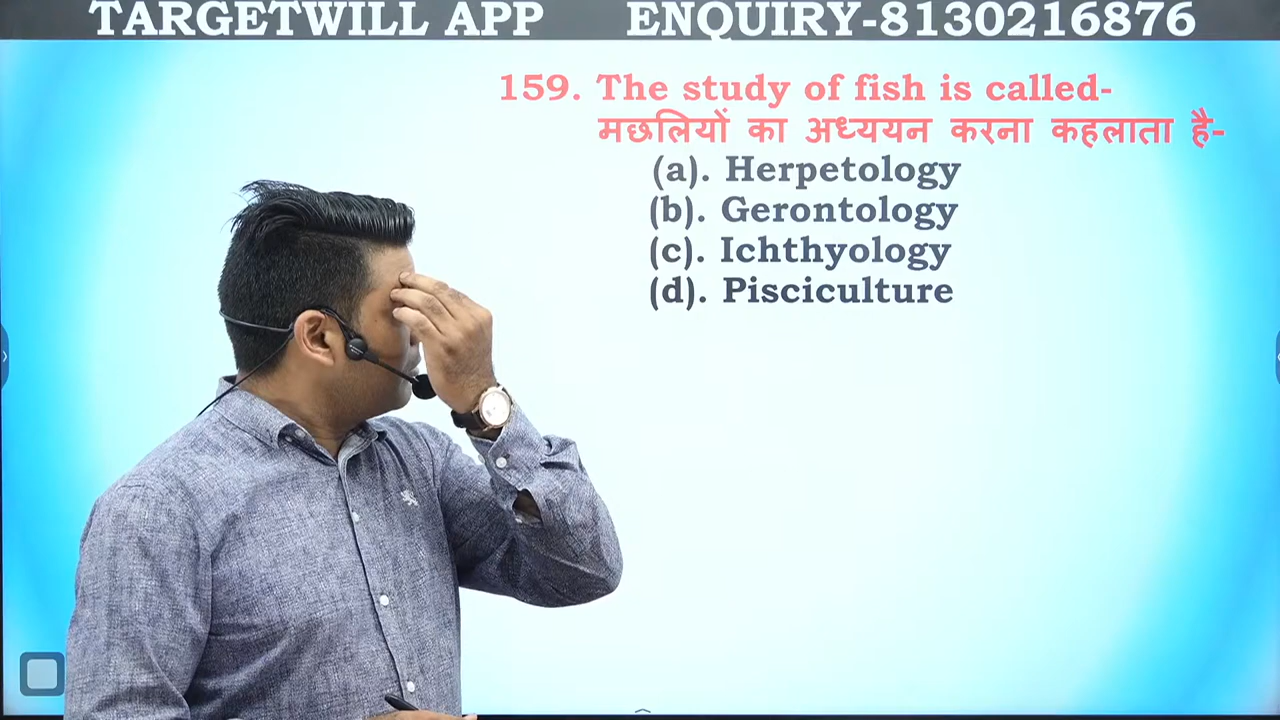 TARGETWILL APP ENQUIRY-8130216876
159. The study of fish is called-
मछलियों का अध्ययन करना कहलाता है-
(a). Herpetology
(b). Gerontology
(c). Ichthyology
(d). Pisciculture